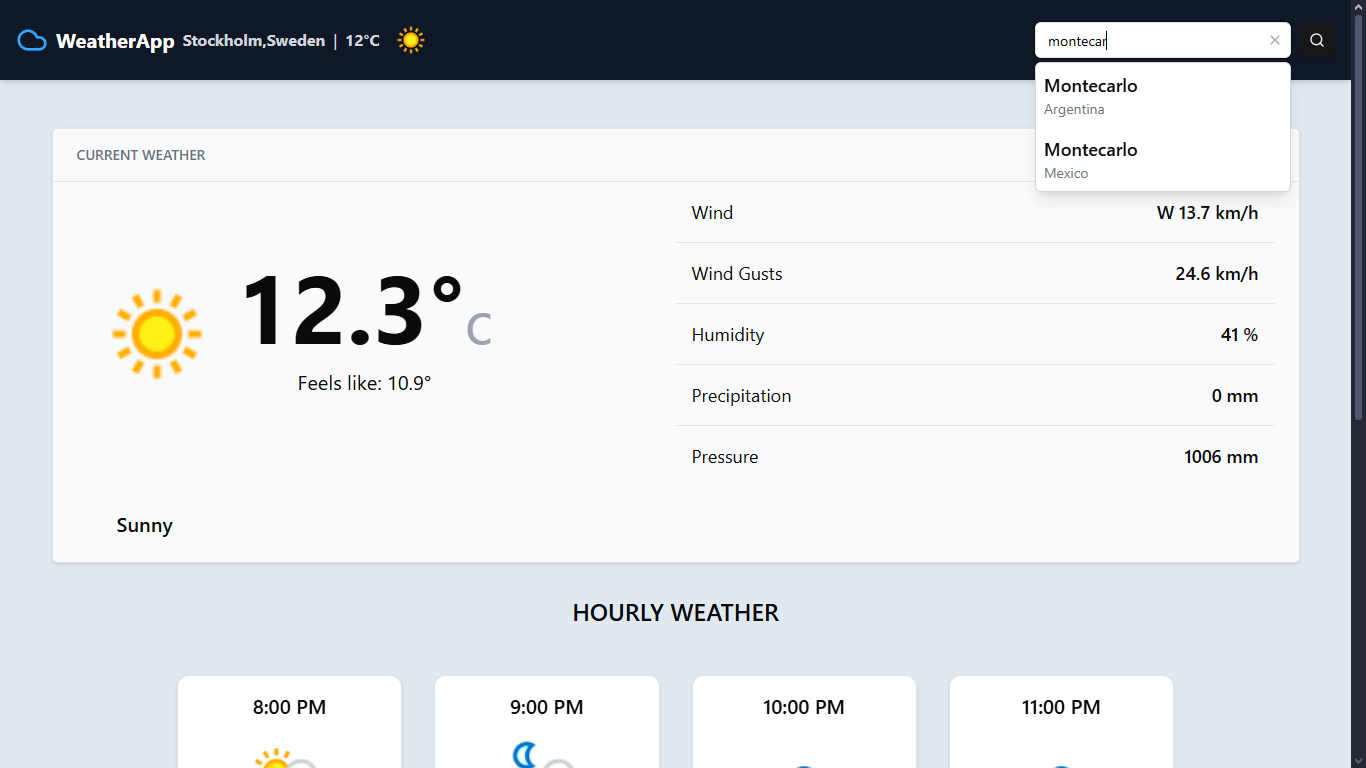 WeatherApp Stockholm,Sweden | 12°C
montecar
Montecarlo
Argentina
Montecarlo
Mexico
CURRENT WEATHER
12.3° C
Feels like: 10.9°
Sunny
Wind W 13.7 km/h
Wind Gusts 24.6 km/h
Humidity 41 %
Precipitation 0 mm
Pressure 1006 mm
HOURLY WEATHER
8:00 PM 9:00 PM 10:00 PM 11:00 PM